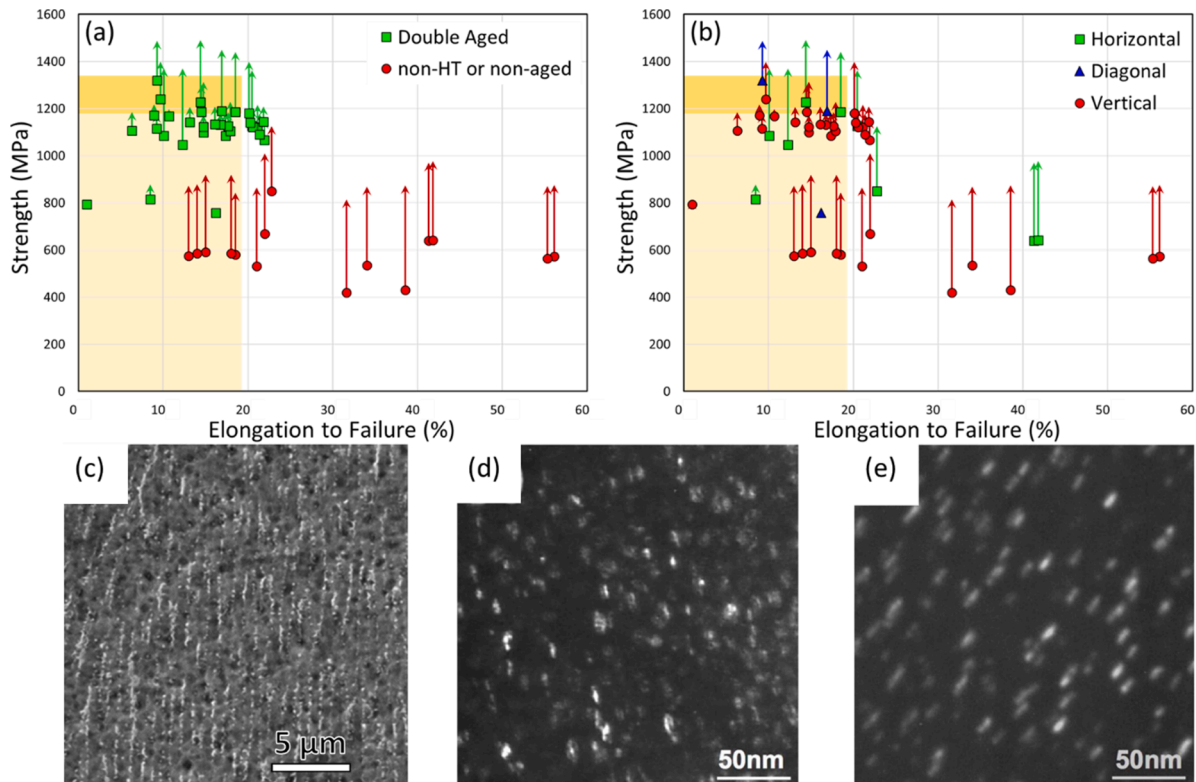 (a)
Double Aged
non-HT or non-aged
Strength (MPa)
1600
1400
1200
1000
800
600
400
200
0
0 10 20 30 40 50 60
Elongation to Failure (%)
(b)
Horizontal
Diagonal
Vertical
Strength (MPa)
1600
1400
1200
1000
800
600
400
200
0
0 10 20 30 40 50 60
Elongation to Failure (%)
(c)
5 μm
(d)
50nm
(e)
50nm